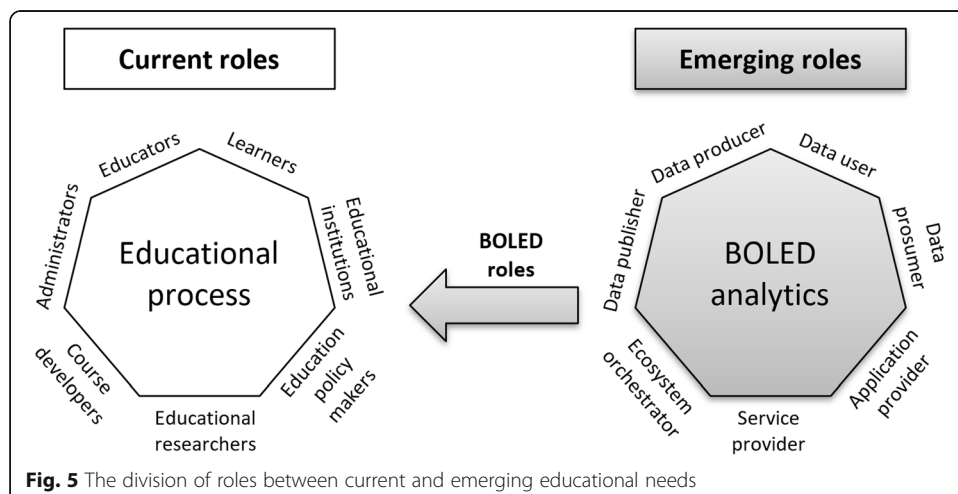 Current roles
Emerging roles
Educators
Learners
Administrators
Educational
institutions
Educational
process
Course
developers
Education
policy
makers
Educational
researchers
BOLED
roles
Data producer
Data user
Data publisher
Data
prosumer
BOLED
analytics
Ecosystem
orchestrator
Application
provider
Service
provider
Fig. 5 The division of roles between current and emerging educational needs